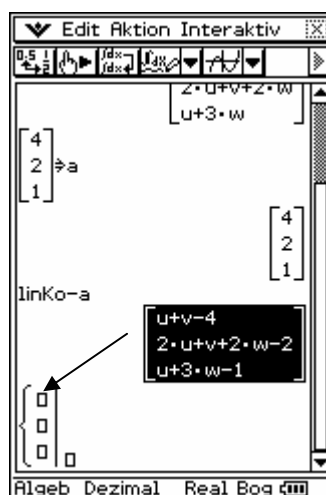 Edit Aktion Interaktiv
2·u+v+2·w
u+3·w
4
2
1
⇒a
4
2
1
linKo-a
u+v-4
2·u+v+2·w-2
u+3·w-1
Algeb Dezimal Real Bog